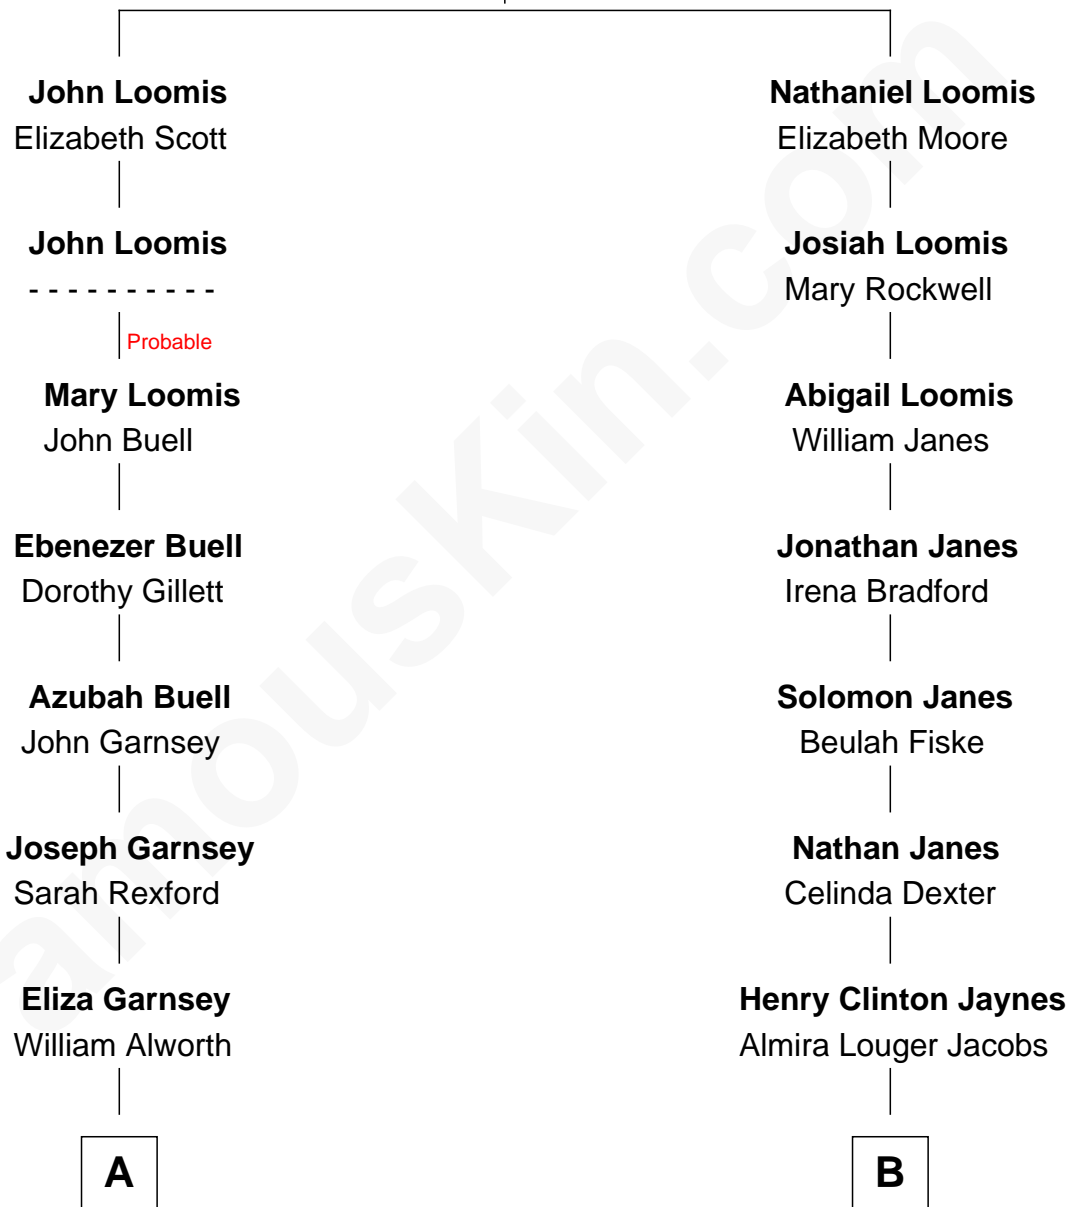 John Loomis
Elizabeth Scott
John Loomis
- - - - - - - - - -
Probable
Mary Loomis
John Buell
Ebenezer Buell
Dorothy Gillett
Azubah Buell
John Garnsey
Joseph Garnsey
Sarah Rexford
Eliza Garnsey
William Alworth
A
Nathaniel Loomis
Elizabeth Moore
Josiah Loomis
Mary Rockwell
Abigail Loomis
William Janes
Jonathan Janes
Irena Bradford
Solomon Janes
Beulah Fiske
Nathan Janes
Celinda Dexter
Henry Clinton Jaynes
Almira Louger Jacobs
B
amouskin.com